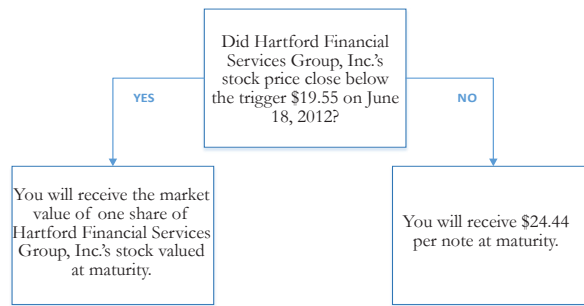 Did Hartford Financial
Services Group, Inc.'s
stock price close below
the trigger $19.55 on June
18, 2012?
YES
NO
You will receive the market
value of one share of
Hartford Financial Services
Group, Inc.'s stock valued
at maturity.
You will receive $24.44
per note at maturity.